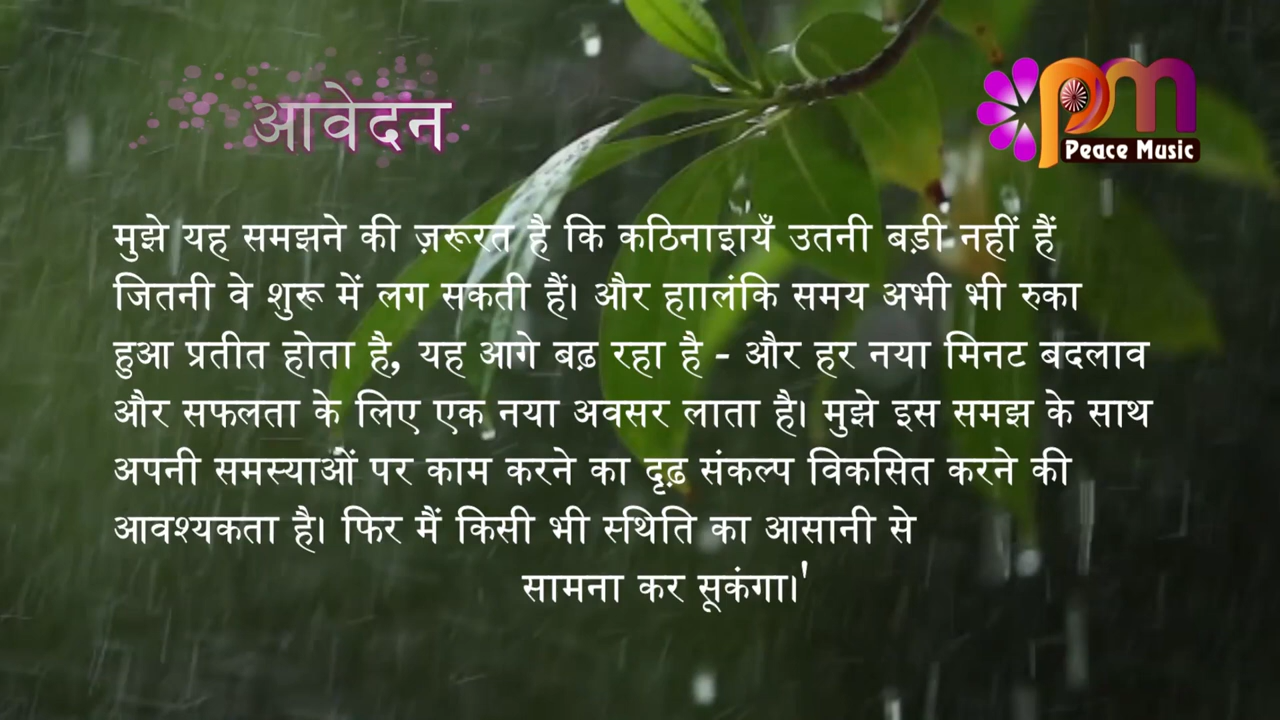 आवेदन
pm
Peace Music
मुझे यह समझने की ज़रूरत है कि कठिनाइायँ उतनी बड़ी नहीं हैं
जितनी वे शुरू में लग सकती हैं। और हाालंकि समय अभी भी रुका
हुआ प्रतीत होता है, यह आगे बढ़ रहा है - और हर नया मिनट बदलाव
और सफलता के लिए एक नया अवसर लाता है। मुझे इस समझ के साथ
अपनी समस्याओं पर काम करने का दृढ़ संकल्प विकसित करने की
आवश्यकता है। फिर मैं किसी भी स्थिति का आसानी से
सामना कर सूकंगा।'